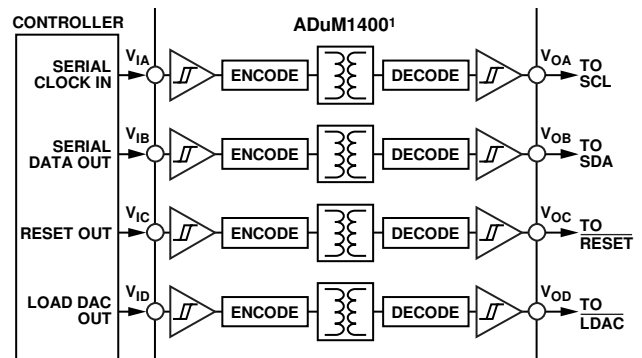 CONTROLLER
ADuM1400¹
SERIAL
CLOCK IN
V_IA
ENCODE
DECODE
V_OA
TO
SCL
SERIAL
DATA OUT
V_IB
ENCODE
DECODE
V_OB
TO
SDA
RESET OUT
V_IC
ENCODE
DECODE
V_OC
TO
RESET
LOAD DAC
OUT
V_ID
ENCODE
DECODE
V_OD
TO
LDAC